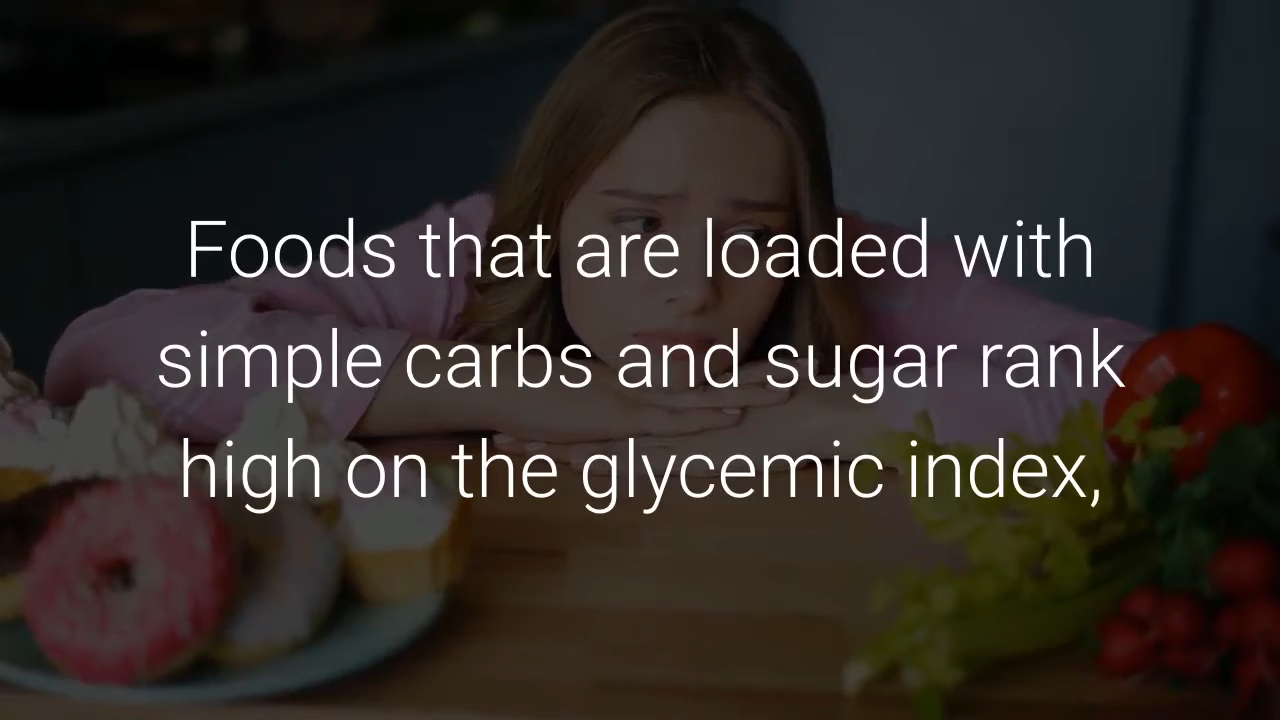 Foods that are loaded with
simple carbs and sugar rank
high on the glycemic index,